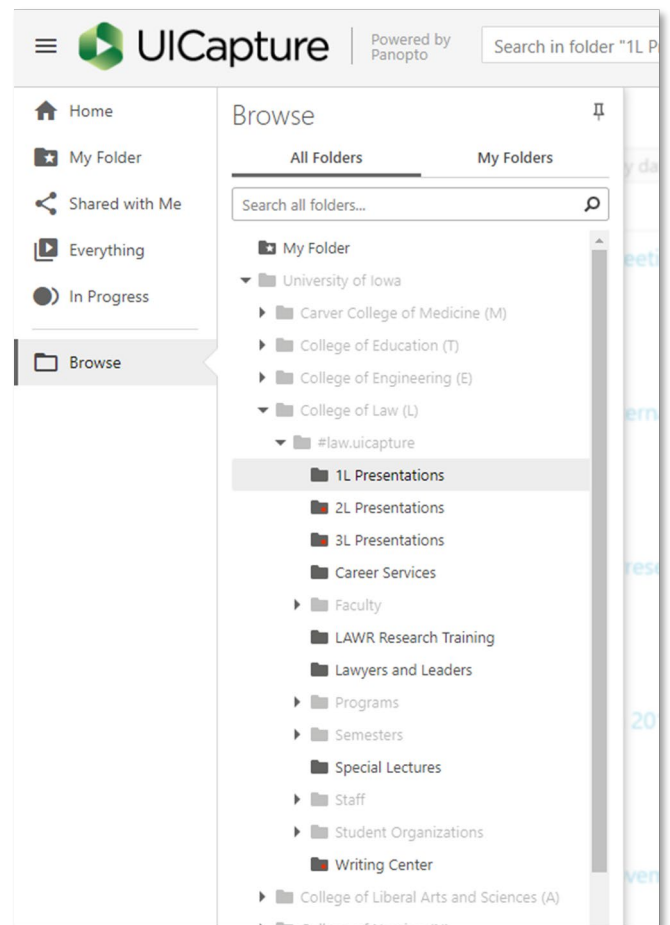 UICapture
Powered by
Panopto
Search in folder "1L P
Home
My Folder
Shared with Me
Everything
In Progress
Browse
Browse
All Folders
My Folders
Search all folders...
My Folder
University of Iowa
Carver College of Medicine (M)
College of Education (T)
College of Engineering (E)
College of Law (L)
#law.uicapture
1L Presentations
2L Presentations
3L Presentations
Career Services
Faculty
LAWR Research Training
Lawyers and Leaders
Programs
Semesters
Special Lectures
Staff
Student Organizations
Writing Center
College of Liberal Arts and Sciences (A)